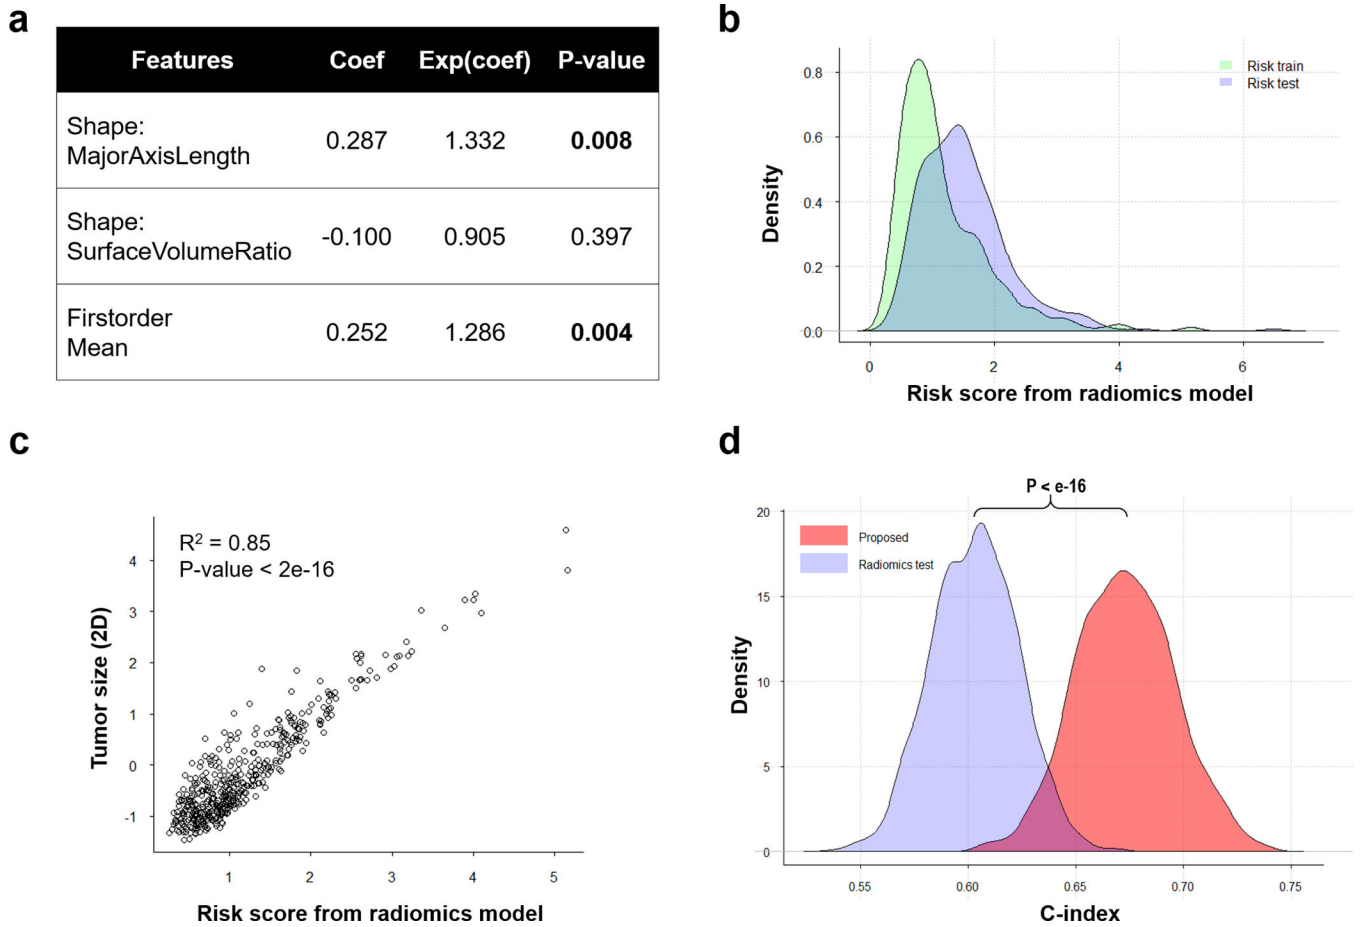 a
Features Coef Exp(coef) P-value
Shape:
MajorAxisLength 0.287 1.332 0.008
Shape:
SurfaceVolumeRatio -0.100 0.905 0.397
Firstorder
Mean 0.252 1.286 0.004
b
Risk train
Risk test
0.8
0.6
0.4
0.2
0.0
Density
0 2 4 6
Risk score from radiomics model
c
R² = 0.85
P-value < 2e-16
4
3
2
1
0
-1
Tumor size (2D)
1 2 3 4 5
Risk score from radiomics model
d
P < e-16
Proposed
Radiomics test
20
15
10
5
0
Density
0.55 0.60 0.65 0.70 0.75
C-index